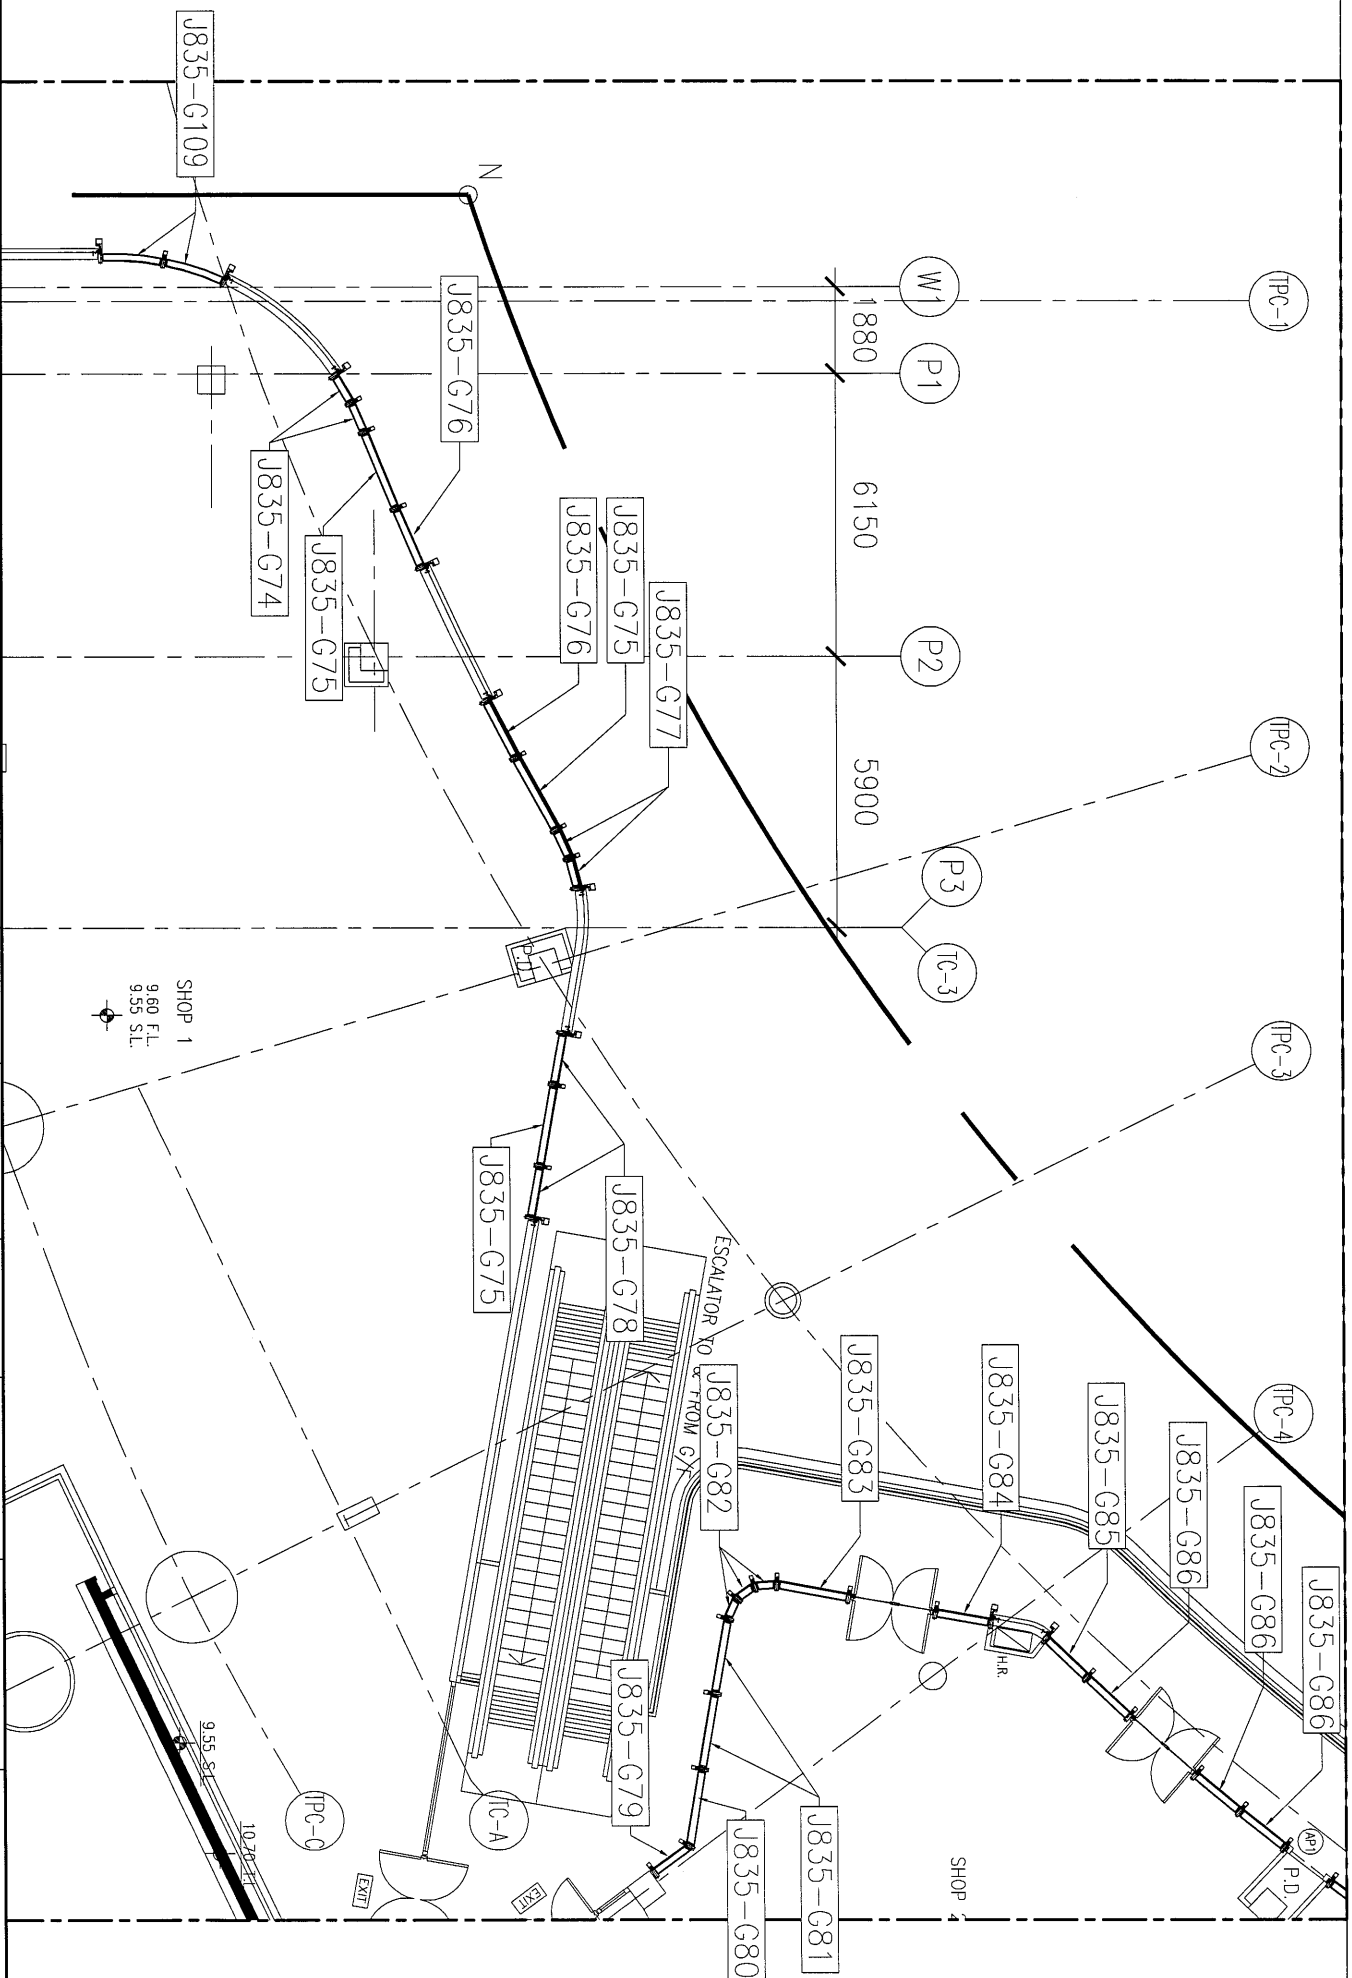 J835-G109
N
W1
TPC-1
1880
P1
J835-G76
J835-G74
J835-G75
6150
J835-G76
J835-G75
J835-G77
P2
TPC-2
5900
P3
TC-3
P.D.
SHOP 1
9.60 F.L.
9.55 S.L.
TPC-3
J835-G75
J835-G78
ESCALATOR TO & FROM G/F
J835-G82
J835-G83
J835-G84
J835-G85
TPC-4
J835-G86
J835-G86
J835-G86
H.R.
J835-G79
J835-G81
J835-G80
9.55 S.L.
10.70
TPC-C
TC-A
EXIT
EXIT
SHOP
AP1
P.D.